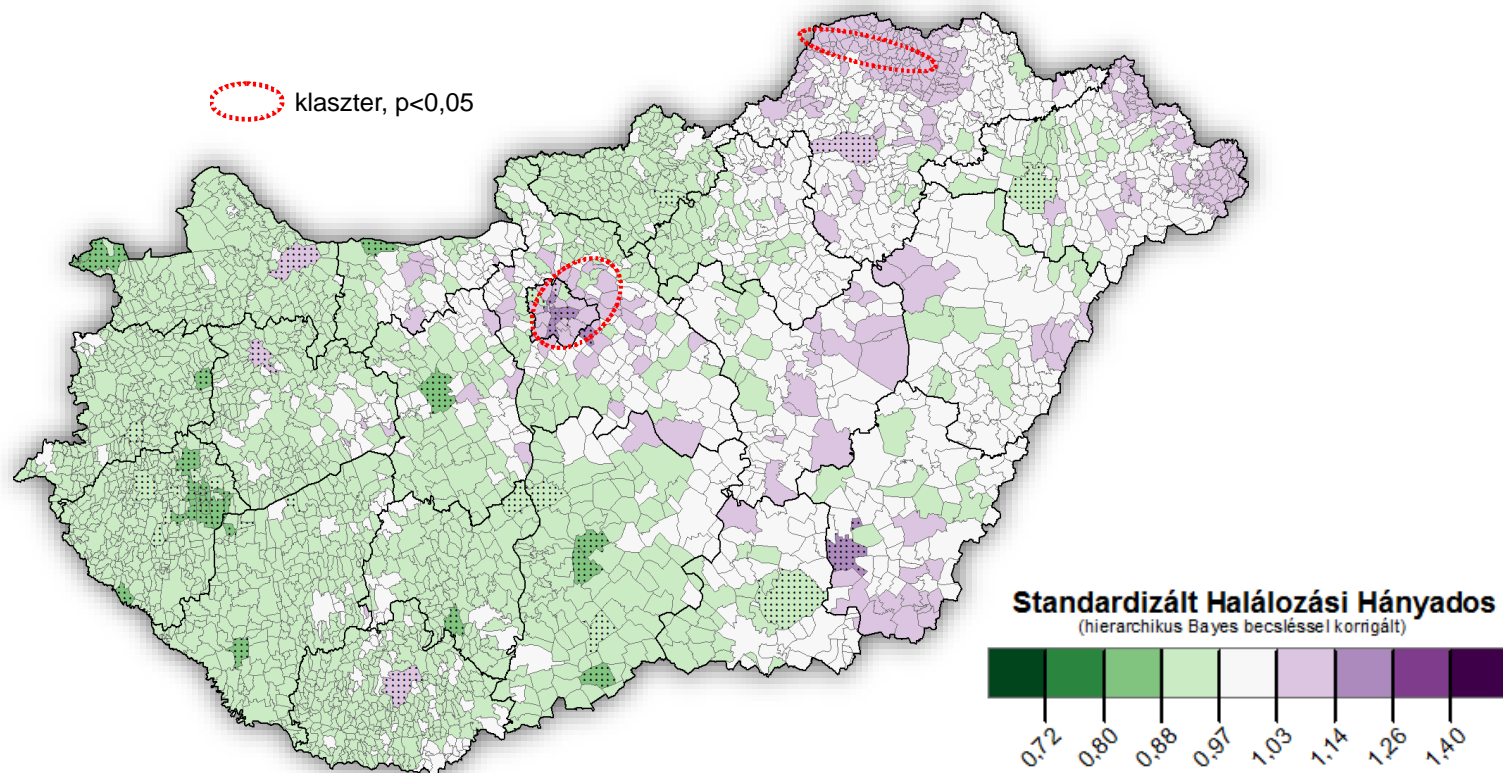 klaszter, p<0,05
Standardizált Halálozási Hányados
(hierarchikus Bayes becsléssel korrigált)
0,72 0,80 0,88 0,97 1,03 1,14 1,26 1,40